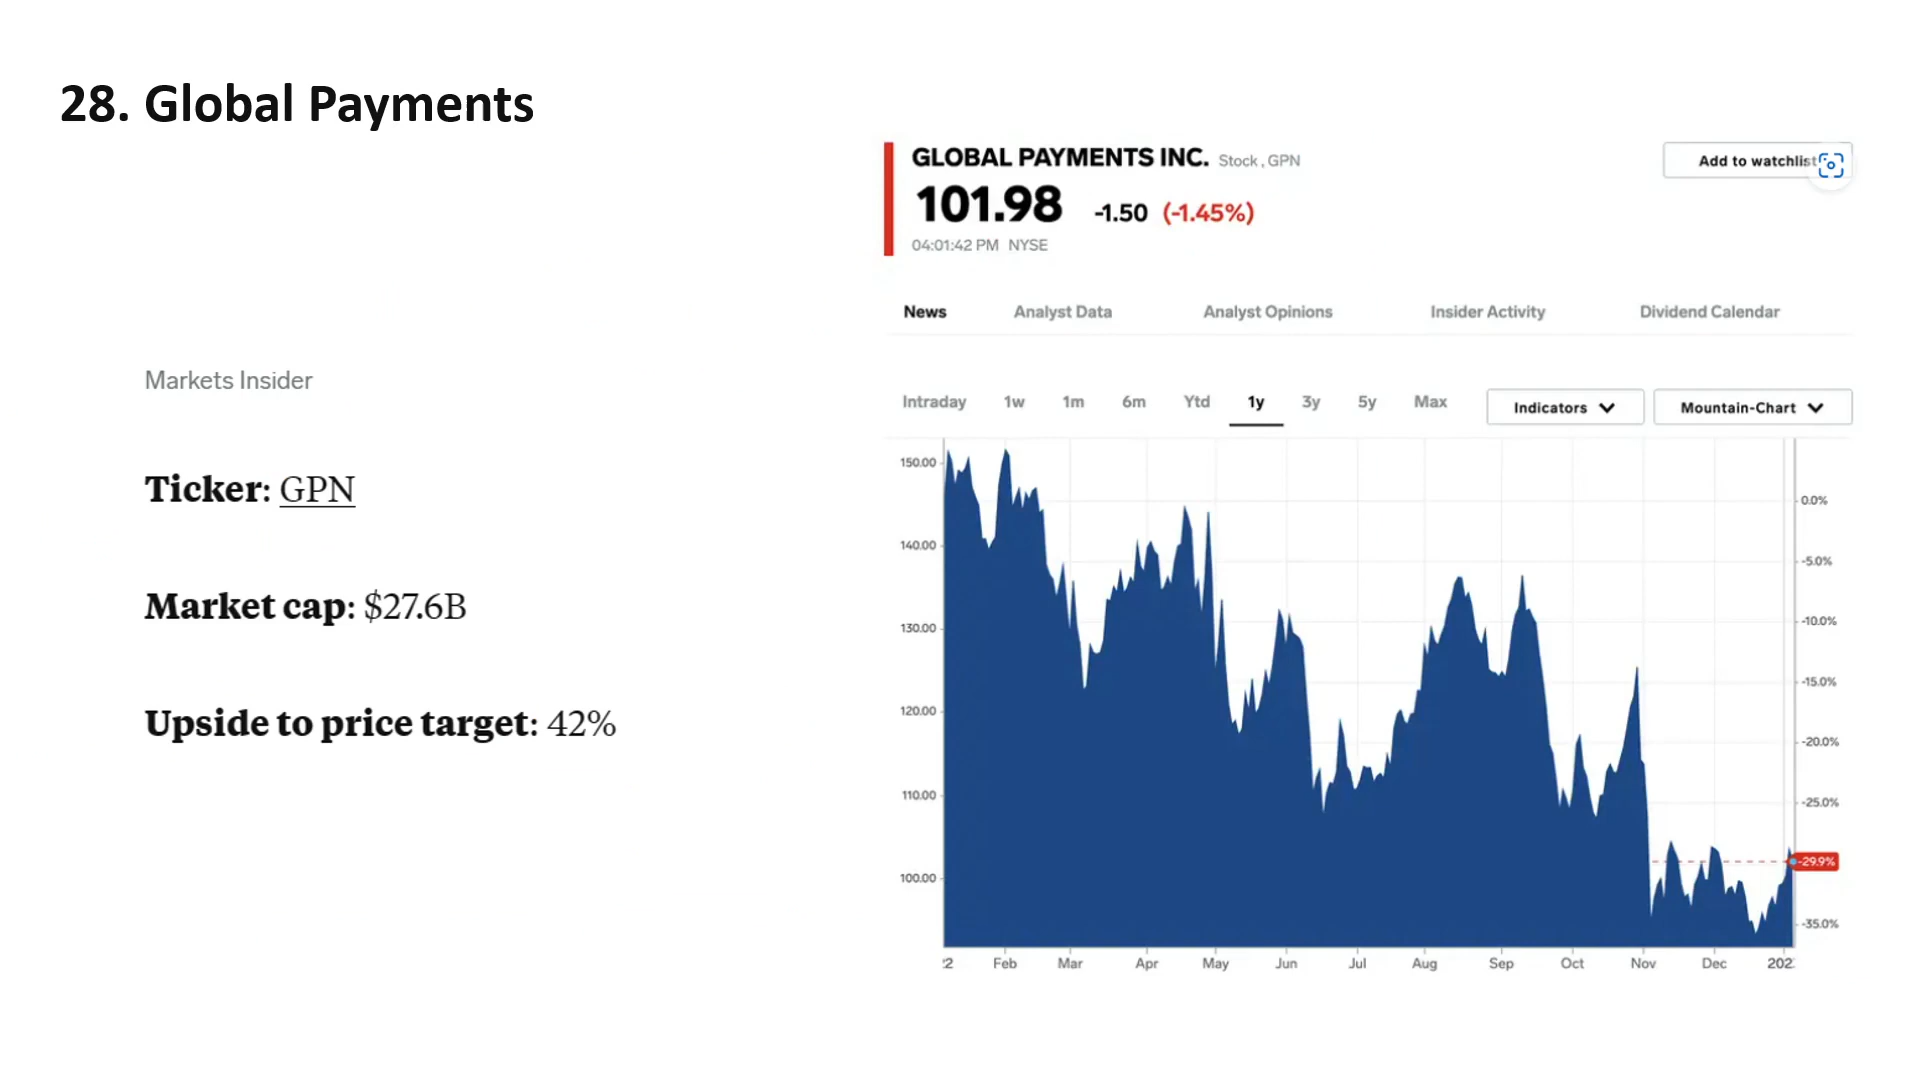 28. Global Payments
Markets Insider
Ticker: GPN
Market cap: $27.6B
Upside to price target: 42%
GLOBAL PAYMENTS INC. Stock , GPN
Add to watchlist
101.98 -1.50 (-1.45%)
04:01:42 PM NYSE
News Analyst Data Analyst Opinions Insider Activity Dividend Calendar
Intraday 1w 1m 6m Ytd 1y 3y 5y Max Indicators Mountain-Chart
150.00
140.00
130.00
120.00
110.00
100.00
0.0%
-5.0%
-10.0%
-15.0%
-20.0%
-25.0%
-29.9%
-35.0%
Feb Mar Apr May Jun Jul Aug Sep Oct Nov Dec